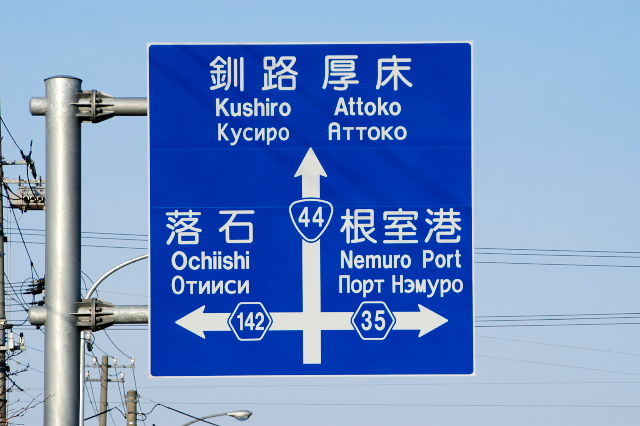 釧路 厚床
Kushiro Attoko
Кусиро Аттоко
44
落石 根室港
Ochiishi Nemuro Port
Отииси Порт Нэмуро
142 35